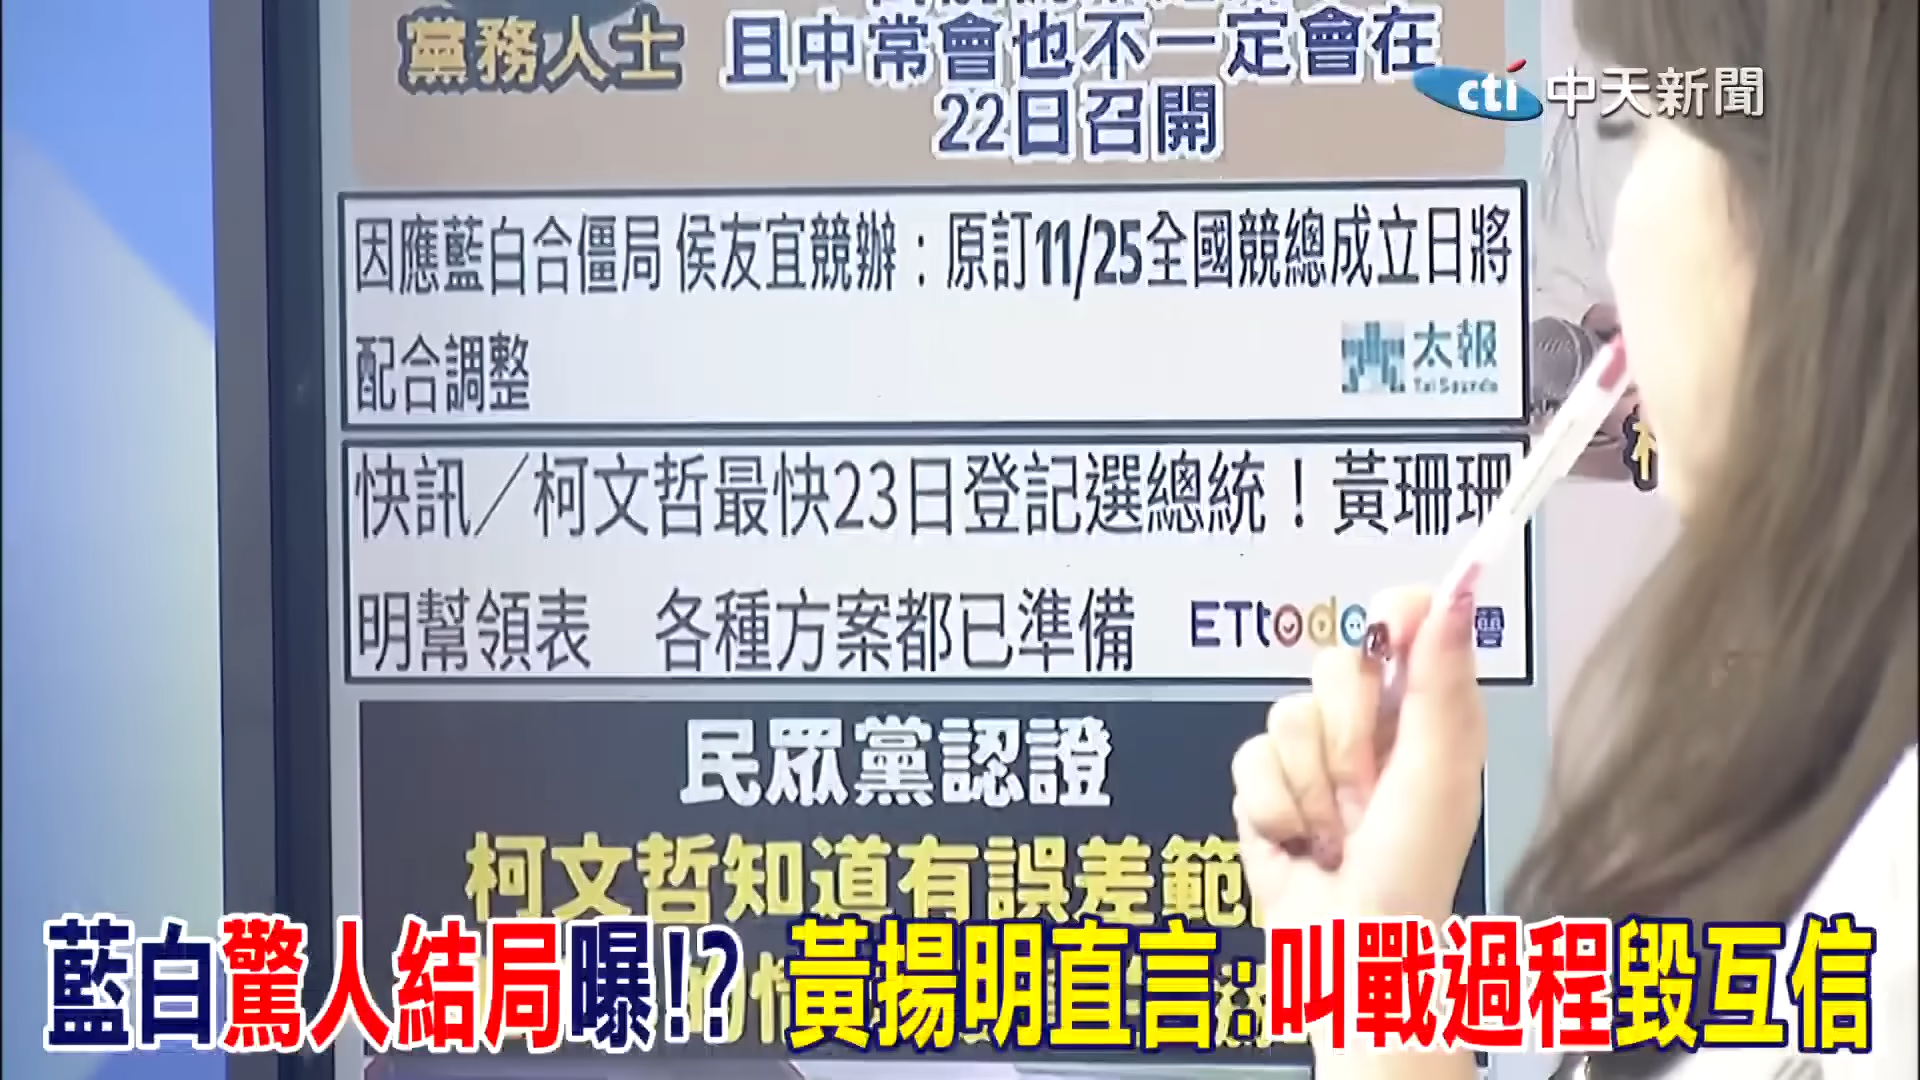 黨務人士
且中常會也不一定會在
22日召開
cti 中天新聞
因應藍白合僵局 侯友宜競辦：原訂11/25全國競總成立日將
配合調整
太報
Tai Sounds
快訊／柯文哲最快23日登記選總統！黃珊珊
明幫領表 各種方案都已準備
ETtoday
民眾黨認證
柯文哲知道有誤差範
藍白驚人結局曝!? 黃揚明直言:叫戰過程毀互信